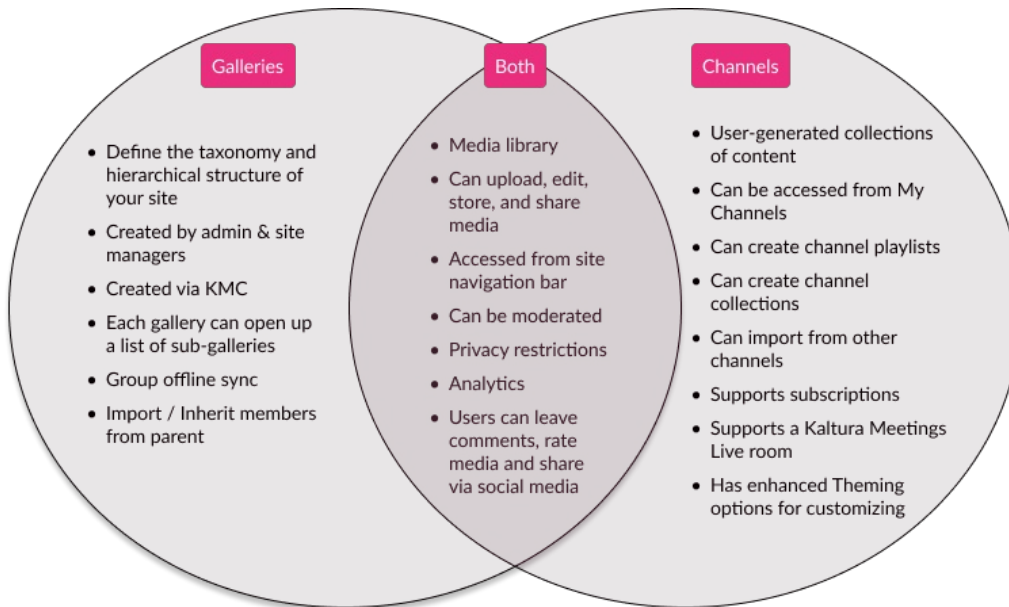 Galleries
• Define the taxonomy and
hierarchical structure of
your site
• Created by admin & site
managers
• Created via KMC
• Each gallery can open up
a list of sub-galleries
• Group offline sync
• Import / Inherit members
from parent
Both
• Media library
• Can upload, edit,
store, and share
media
• Accessed from site
navigation bar
• Can be moderated
• Privacy restrictions
• Analytics
• Users can leave
comments, rate
media and share
via social media
Channels
• User-generated collections
of content
• Can be accessed from My
Channels
• Can create channel playlists
• Can create channel
collections
• Can import from other
channels
• Supports subscriptions
• Supports a Kaltura Meetings
Live room
• Has enhanced Theming
options for customizing